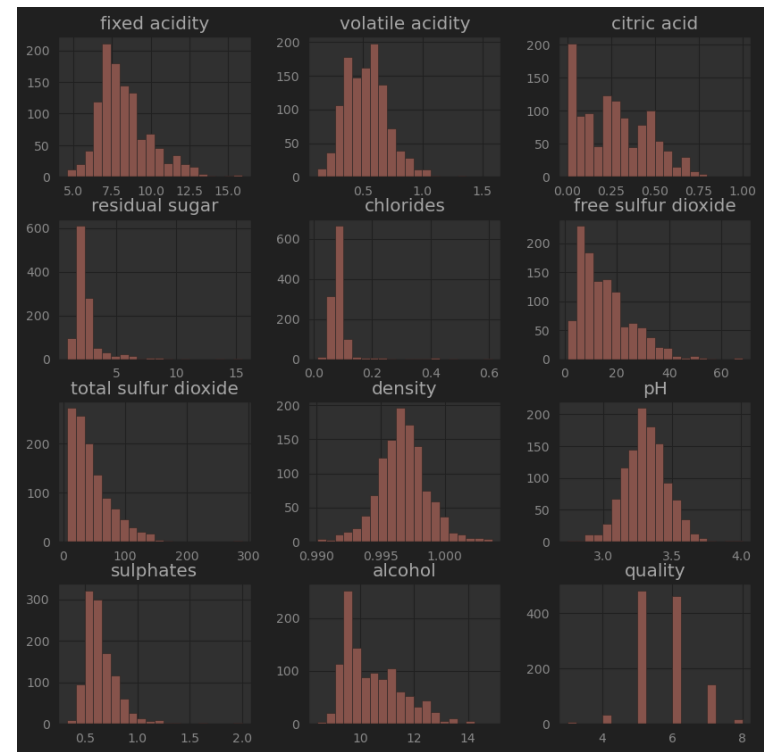 fixed acidity volatile acidity citric acid
200 200 200
150 150 150
100 100 100
50 50 50
0 0 0
5.0 7.5 10.0 12.5 15.0 0.5 1.0 1.5 0.00 0.25 0.50 0.75 1.00
residual sugar chlorides free sulfur dioxide
600 600 200
400 400 150
200 200 100
0 0 50
0
5 10 15 0.0 0.2 0.4 0.6 0 20 40 60
total sulfur dioxide density pH
200 200 200
100 150 150
0 100 100
50 50
0 0
0 100 200 300 0.990 0.995 1.000 3.0 3.5 4.0
sulphates alcohol quality
300 200 400
200 100 200
100 0 0
0
0.5 1.0 1.5 2.0 10 12 14 4 6 8